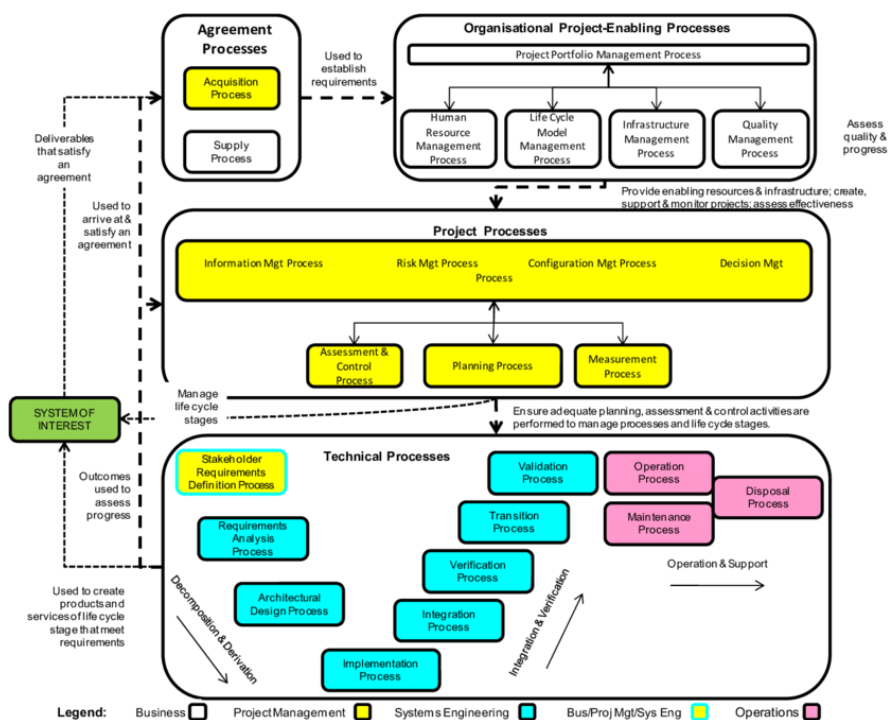 Agreement
Processes
Acquisition
Process
Supply
Process
Used to
establish
requirements
Organisational Project-Enabling Processes
Project Portfolio Management Process
Human
Resource
Management
Process
Life Cycle
Model
Management
Process
Infrastructure
Management
Process
Quality
Management
Process
Assess
quality &
progress
Deliverables
that satisfy
an
agreement
Used to
arrive at &
satisfy an
agreement
Provide enabling resources & infrastructure; create,
support & monitor projects; assess effectiveness
Project Processes
Information Mgt Process
Risk Mgt Process
Configuration Mgt Process
Decision Mgt
Process
Assessment &
Control
Process
Planning Process
Measurement
Process
Manage
life cycle
stages
SYSTEM OF
INTEREST
Ensure adequate planning, assessment & control activities are
performed to manage processes and life cycle stages.
Outcomes
used to
assess
progress
Technical Processes
Stakeholder
Requirements
Definition Process
Requirements
Analysis
Process
Architectural
Design Process
Implementation
Process
Integration
Process
Verification
Process
Transition
Process
Validation
Process
Operation
Process
Maintenance
Process
Disposal
Process
Decomposition & Derivation
Integration & Verification
Operation & Support
Used to create
products and
services of life cycle
stage that meet
requirements
Legend:
Business
Project Management
Systems Engineering
Bus/Proj Mgt/Sys Eng
Operations